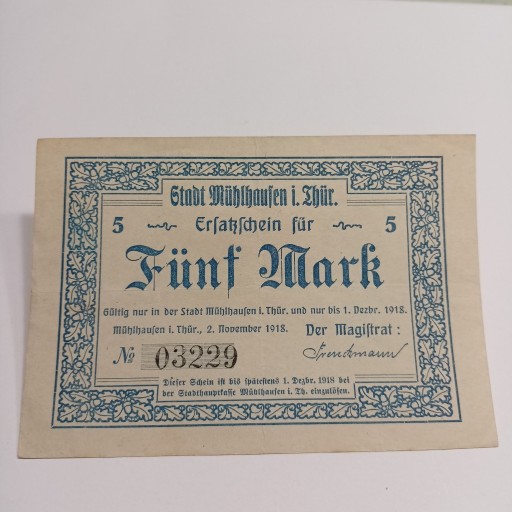 Stadt Mühlhausen i. Thür.
5 Ersatzschein für 5
Fünf Mark
Gültig nur in der Stadt Mühlhausen i. Thür. und nur bis 1. Dezbr. 1918.
Mühlhausen i. Thür., 2. November 1918. Der Magistrat:
№ 03229 Trenckmann
Dieser Schein ist bis spätestens 1. Dezbr. 1918 bei
der Stadthauptkasse Mühlhausen i. Th. einzulösen.